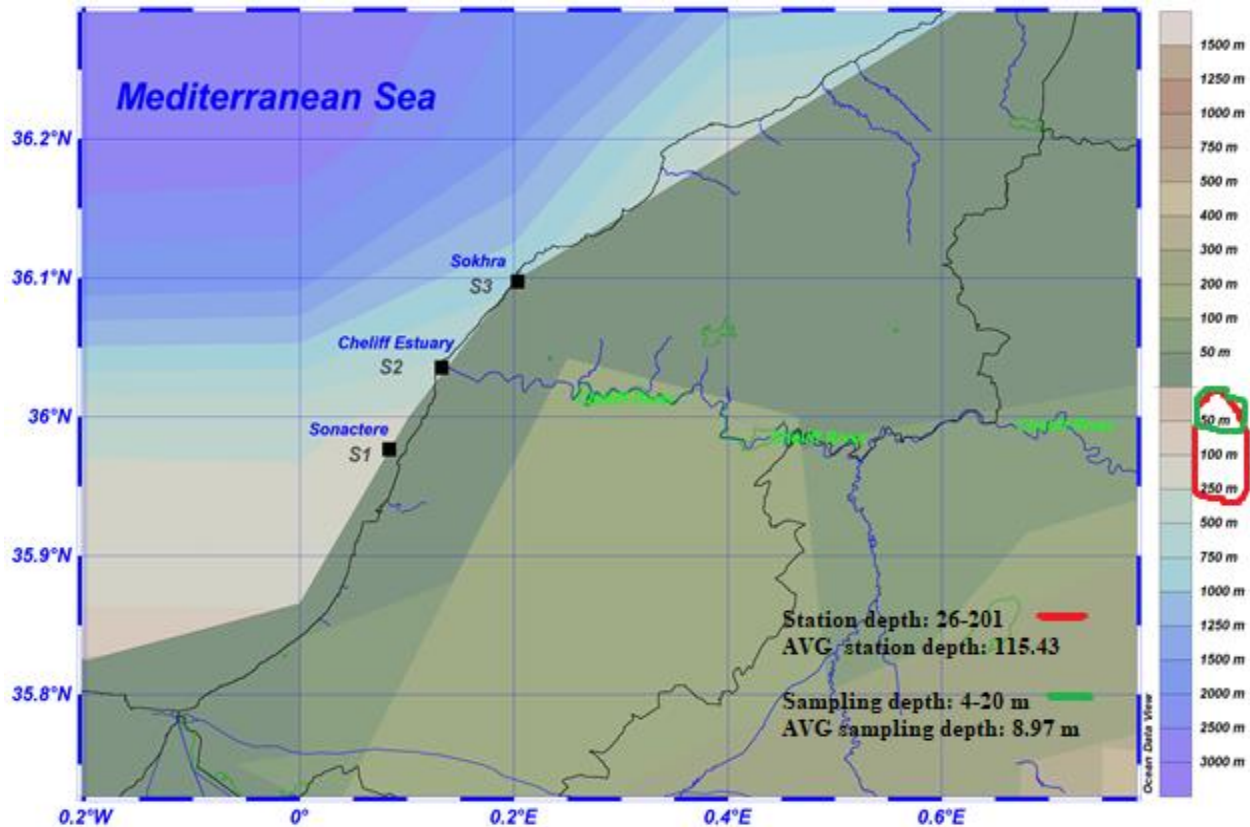 Mediterranean Sea
36.2°N
36.1°N
36°N
35.9°N
35.8°N
0.2°W
0°
0.2°E
0.4°E
0.6°E
Sokhra
S3
Cheliff Estuary
S2
Sonactere
S1
Station depth: 26-201
AVG station depth: 115.43
Sampling depth: 4-20 m
AVG sampling depth: 8.97 m
Ocean Data View
1500 m
1250 m
1000 m
750 m
500 m
400 m
300 m
200 m
100 m
50 m
50 m
100 m
250 m
500 m
750 m
1000 m
1250 m
1500 m
2000 m
2500 m
3000 m